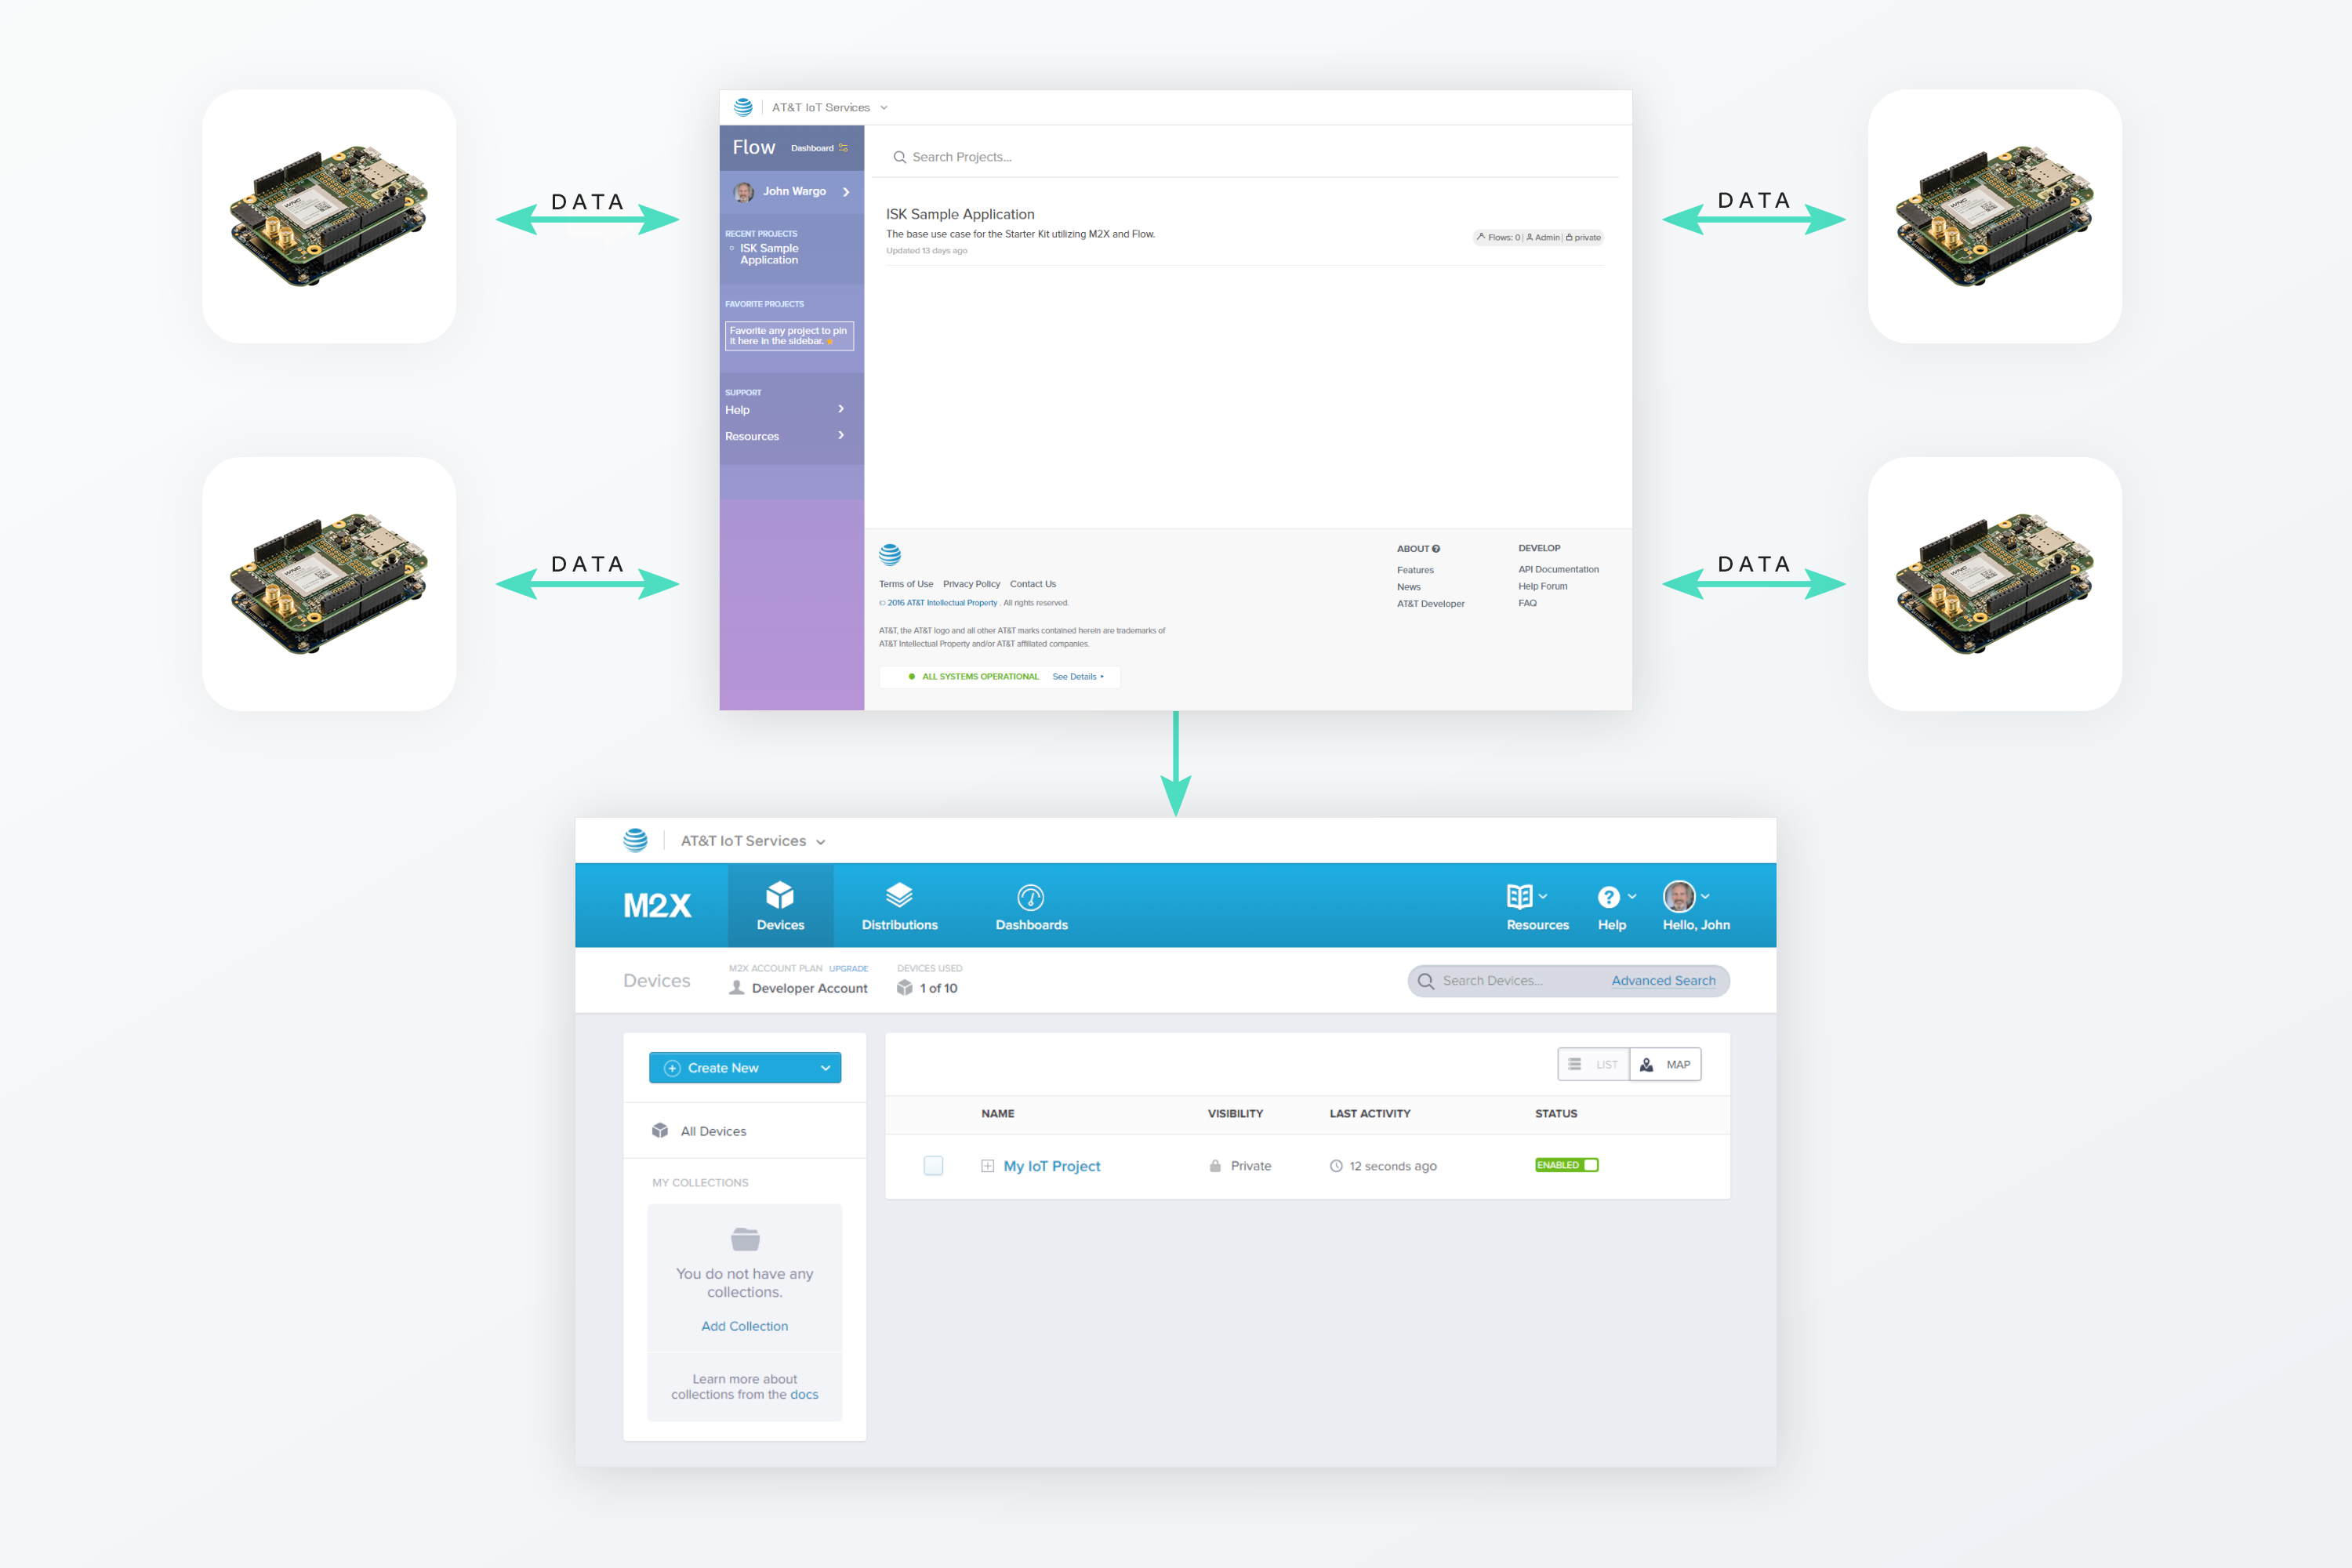 AT&T IoT Services
Flow
Dashboard
John Wargo
RECENT PROJECTS
ISK Sample
Application
FAVORITE PROJECTS
Favorite any project to pin
it here in the sidebar.
SUPPORT
Help
Resources
Search Projects...
ISK Sample Application
The base use case for the Starter Kit utilizing M2X and Flow.
Updated 13 days ago
Flows: 0 | Admin | private
Terms of Use Privacy Policy Contact Us
© 2016 AT&T Intellectual Property . All rights reserved.
AT&T, the AT&T logo and all other AT&T marks contained herein are trademarks of
AT&T Intellectual Property and/or AT&T affiliated companies.
ALL SYSTEMS OPERATIONAL See Details
ABOUT
Features
News
AT&T Developer
DEVELOP
API Documentation
Help Forum
FAQ
DATA
DATA
DATA
DATA
AT&T IoT Services
M2X
Devices
Distributions
Dashboards
Resources
Help
Hello, John
Devices
M2X ACCOUNT PLAN UPGRADE
Developer Account
DEVICES USED
1 of 10
Search Devices...
Advanced Search
Create New
All Devices
MY COLLECTIONS
You do not have any
collections.
Add Collection
Learn more about
collections from the docs
LIST
MAP
NAME VISIBILITY LAST ACTIVITY STATUS
My IoT Project Private 12 seconds ago ENABLED